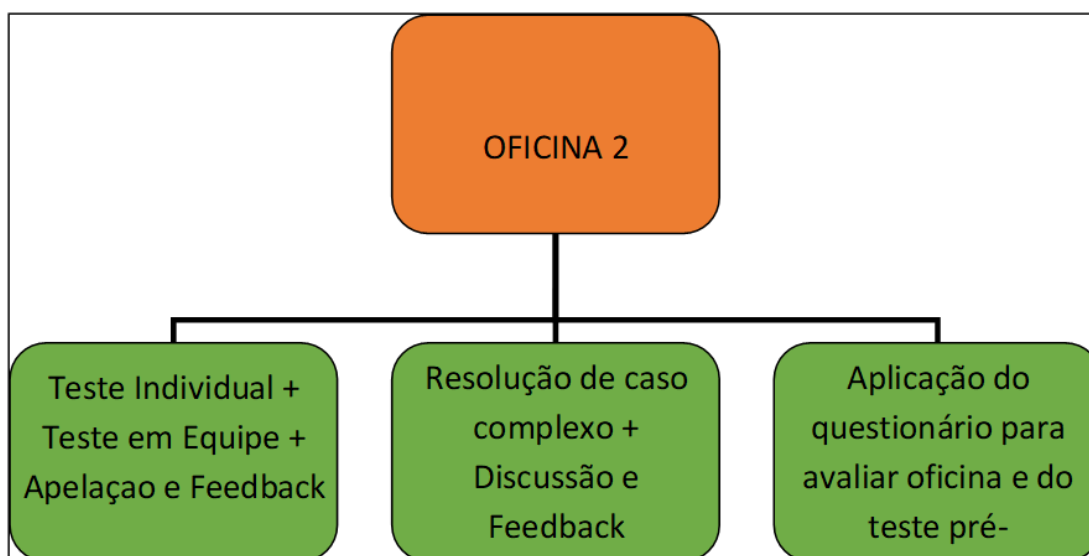 OFICINA 2
Teste Individual +
Teste em Equipe +
Apelaçao e Feedback
Resolução de caso
complexo +
Discussão e
Feedback
Aplicação do
questionário para
avaliar oficina e do
teste pré-